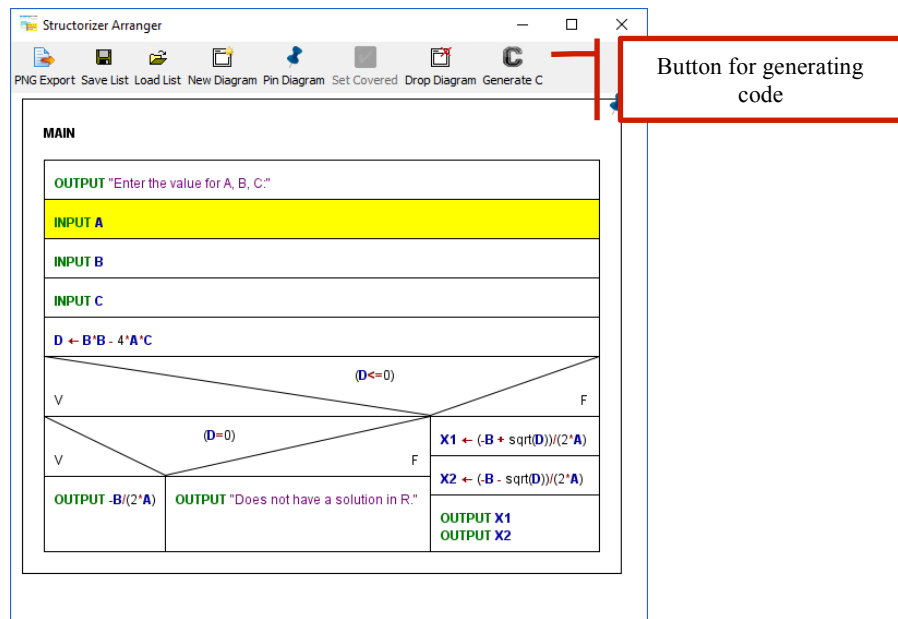 Structorizer Arranger
PNG Export Save List Load List New Diagram Pin Diagram Set Covered Drop Diagram Generate C
Button for generating
code
MAIN
OUTPUT "Enter the value for A, B, C:"
INPUT A
INPUT B
INPUT C
D ← B*B - 4*A*C
(D<=0)
V
F
(D=0)
V
F
OUTPUT -B/(2*A)
OUTPUT "Does not have a solution in R."
X1 ← (-B + sqrt(D))/(2*A)
X2 ← (-B - sqrt(D))/(2*A)
OUTPUT X1
OUTPUT X2